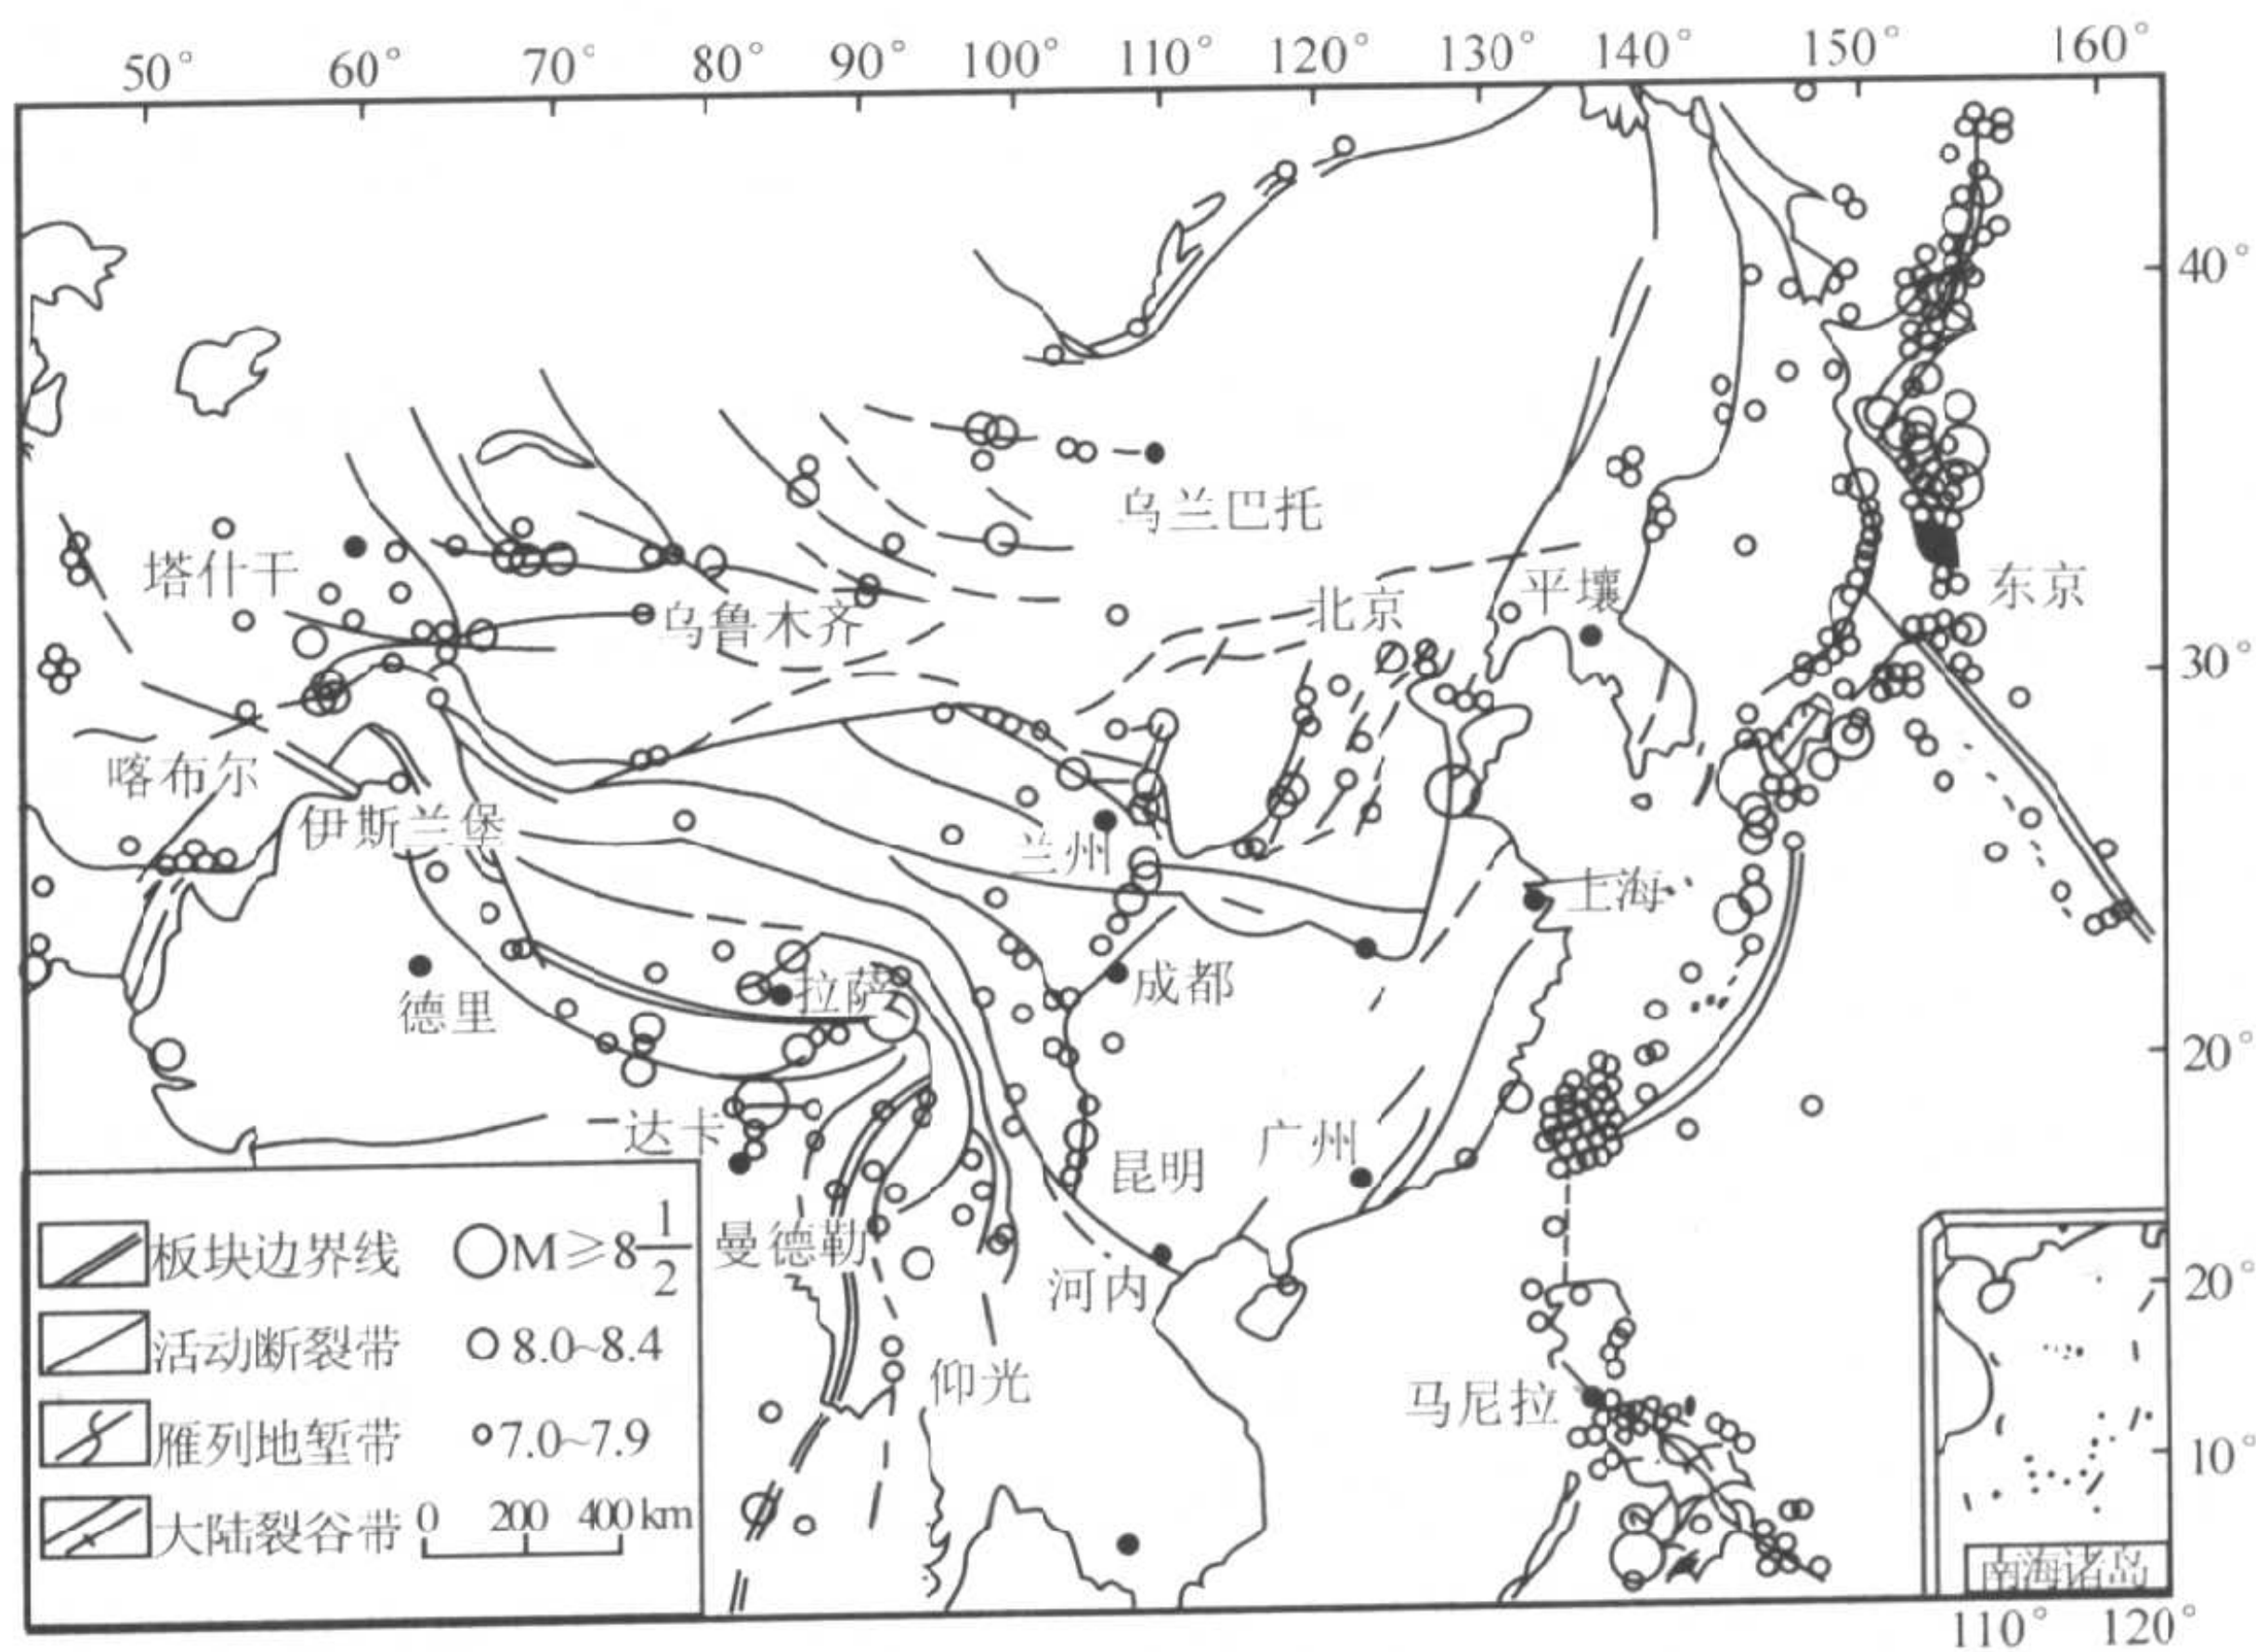 50° 60° 70° 80° 90° 100° 110° 120° 130° 140° 150° 160°
40°
乌兰巴托
塔什干
东京
乌鲁木齐
北京
平壤
30°
喀布尔
伊斯兰堡
兰州
上海
拉萨
成都
德里
20°
达卡
广州
昆明
曼德勒
河内
20°
仰光
马尼拉
10°
板块边界线 M≥8 1/2
活动断裂带 8.0~8.4
雁列地堑带 7.0~7.9
大陆裂谷带 0 200 400 km
南海诸岛
110° 120°